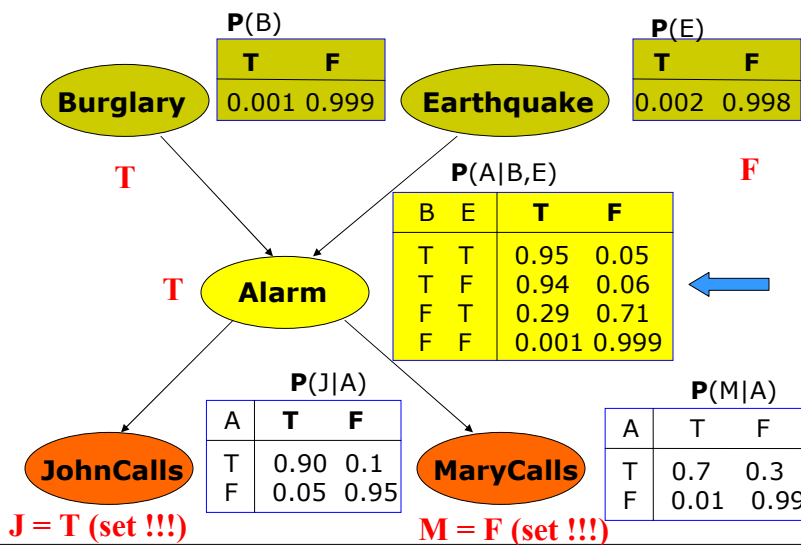 P(B)
T F
0.001 0.999
Burglary
P(E)
T F
0.002 0.998
Earthquake
T
F
P(A|B,E)
B E T F
T T 0.95 0.05
T F 0.94 0.06
F T 0.29 0.71
F F 0.001 0.999
T
Alarm
P(J|A)
A T F
T 0.90 0.1
F 0.05 0.95
P(M|A)
A T F
T 0.7 0.3
F 0.01 0.99
JohnCalls
MaryCalls
J = T (set !!!)
M = F (set !!!)